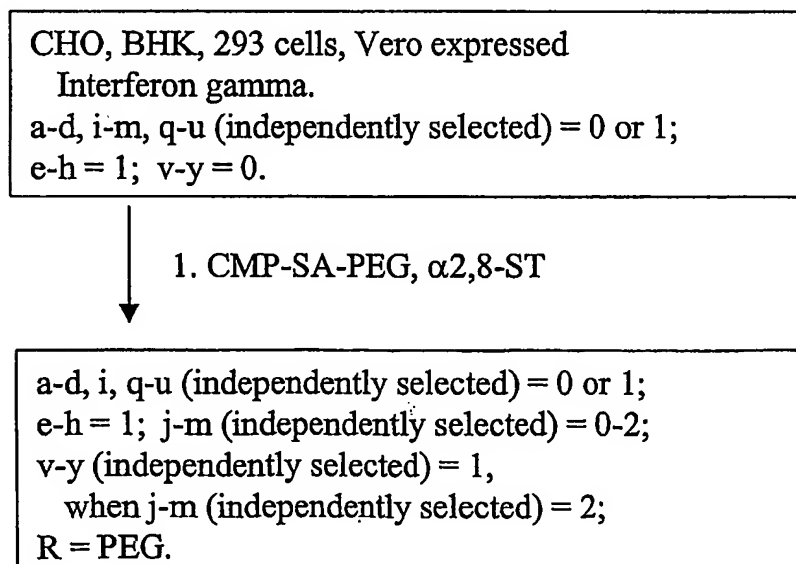 CHO, BHK, 293 cells, Vero expressed
Interferon gamma.
a-d, i-m, q-u (independently selected) = 0 or 1;
e-h = 1; v-y = 0.
1. CMP-SA-PEG, α2,8-ST
a-d, i, q-u (independently selected) = 0 or 1;
e-h = 1; j-m (independently selected) = 0-2;
v-y (independently selected) = 1,
when j-m (independently selected) = 2;
R = PEG.